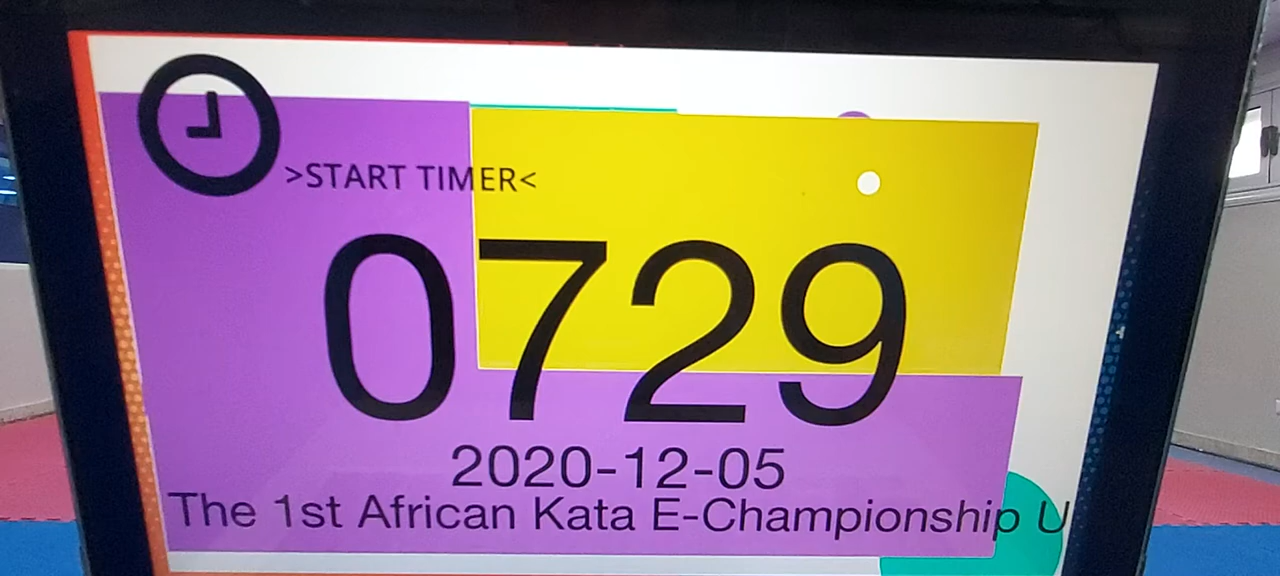 >START TIMER<
0729
2020-12-05
The 1st African Kata E-Championship U